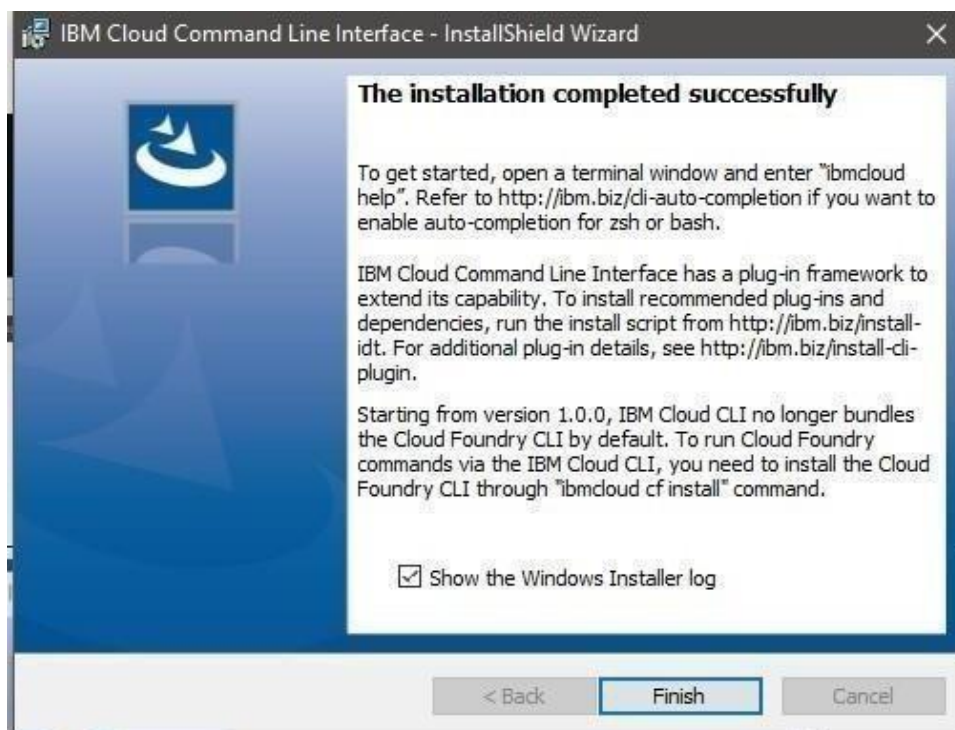 IBM Cloud Command Line Interface - InstallShield Wizard
The installation completed successfully
To get started, open a terminal window and enter "ibmcloud
help". Refer to http://ibm.biz/cli-auto-completion if you want to
enable auto-completion for zsh or bash.
IBM Cloud Command Line Interface has a plug-in framework to
extend its capability. To install recommended plug-ins and
dependencies, run the install script from http://ibm.biz/install-
idt. For additional plug-in details, see http://ibm.biz/install-cli-
plugin.
Starting from version 1.0.0, IBM Cloud CLI no longer bundles
the Cloud Foundry CLI by default. To run Cloud Foundry
commands via the IBM Cloud CLI, you need to install the Cloud
Foundry CLI through "ibmcloud cf install" command.
Show the Windows Installer log
< Back Finish Cancel